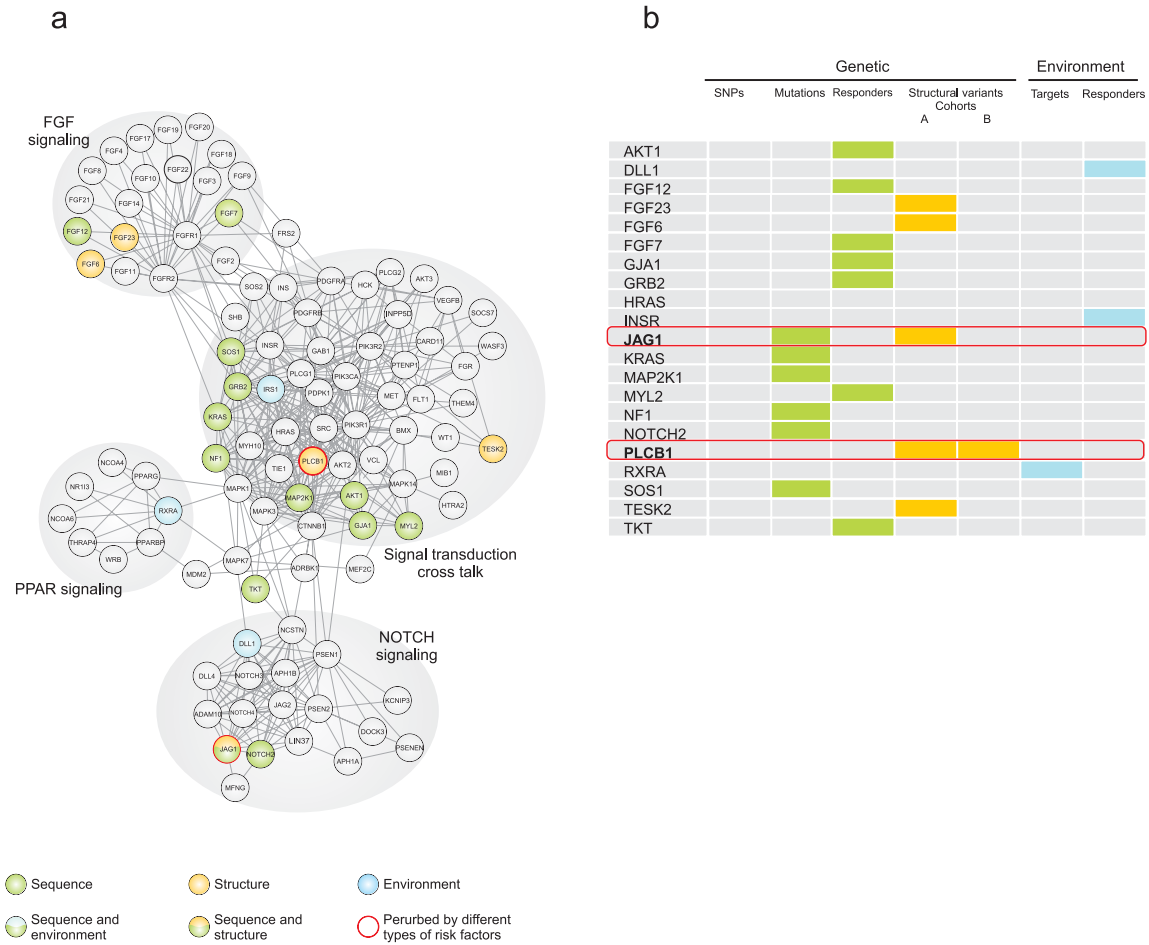 a
b
Genetic
Environment
SNPs
Mutations
Responders
Structural variants
Cohorts
A
B
Targets
Responders
FGF
signaling
FGF20
FGF19
FGF17
FGF4
FGF18
FGF8
FGF22
FGF10
FGF3
FGF9
FGF21
FGF14
FGF7
FGF12
FGF23
FGFR1
FRS2
FGF6
FGF11
FGF2
FGFR2
SOS2
INS
PDGFRA
HCK
PLCG2
AKT3
VEGFB
SOCS7
SHB
PDGFRB
INPP5D
CARD11
WASF3
SOS1
INSR
GAB1
PIK3R2
PTENP1
FGR
PLCG1
PIK3CA
GRB2
IRS1
PDPK1
MET
FLT1
THEM4
KRAS
HRAS
SRC
PIK3R1
BMX
WT1
MYH10
TESK2
NF1
TIE1
PLCB1
AKT2
VCL
MIB1
MAPK1
MAPK14
MAP2K1
AKT1
HTRA2
MAPK3
CTNNB1
GJA1
MYL2
Signal transduction
cross talk
NCOA4
PPARG
NR1I3
RXRA
NCOA6
THRAP4
PPARBP
WRB
PPAR signaling
MDM2
MAPK7
ADRBK1
MEF2C
TKT
NOTCH
signaling
NCSTN
DLL1
PSEN1
DLL4
NOTCH3
APH1B
KCNIP3
ADAM10
NOTCH4
JAG2
PSEN2
DOCK3
LIN37
PSENEN
JAG1
NOTCH2
APH1A
MFNG
AKT1
DLL1
FGF12
FGF23
FGF6
FGF7
GJA1
GRB2
HRAS
INSR
JAG1
KRAS
MAP2K1
MYL2
NF1
NOTCH2
PLCB1
RXRA
SOS1
TESK2
TKT
Sequence
Structure
Environment
Sequence and
environment
Sequence and
structure
Perurbed by different
types of risk factors